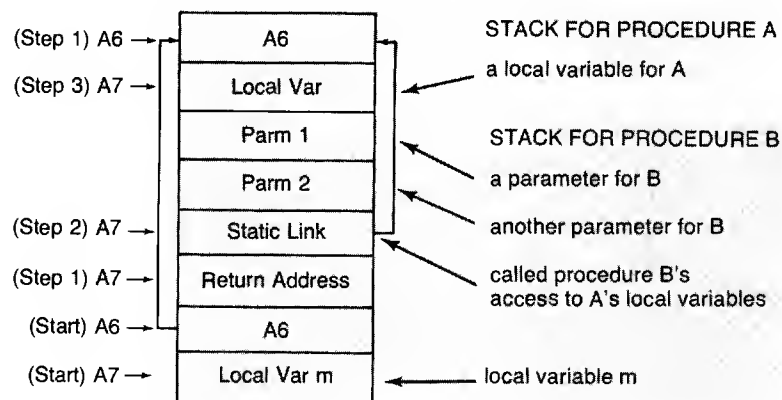 (Step 1) A6
A6
STACK FOR PROCEDURE A
(Step 3) A7
Local Var
a local variable for A
Parm 1
STACK FOR PROCEDURE B
Parm 2
a parameter for B
(Step 2) A7
Static Link
another parameter for B
(Step 1) A7
Return Address
called procedure B's
access to A's local variables
(Start) A6
A6
(Start) A7
Local Var m
local variable m